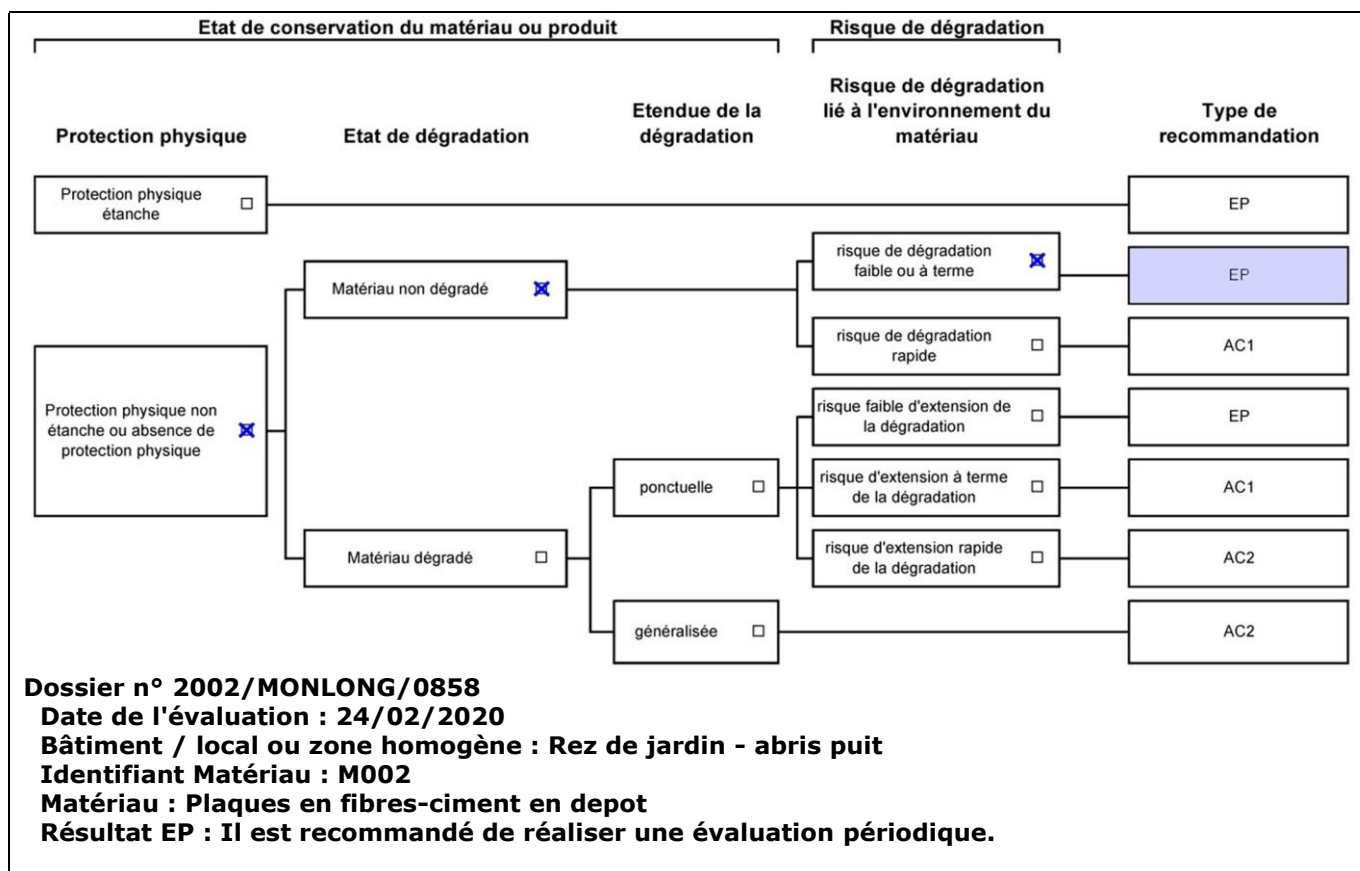 Etat de conservation du matériau ou produit
Risque de dégradation
Protection physique
Etat de dégradation
Etendue de la
dégradation
Risque de dégradation
lié à l'environnement du
matériau
Type de
recommandation
Protection physique
étanche
EP
risque de dégradation
faible ou à terme
EP
Matériau non dégradé
risque de dégradation
rapide
AC1
Protection physique non
étanche ou absence de
protection physique
risque faible d'extension de
la dégradation
EP
ponctuelle
risque d'extension à terme
de la dégradation
AC1
Matériau dégradé
risque d'extension rapide
de la dégradation
AC2
généralisée
AC2
Dossier n° 2002/MONLONG/0858
Date de l'évaluation : 24/02/2020
Bâtiment / local ou zone homogène : Rez de jardin - abris puit
Identifiant Matériau : M002
Matériau : Plaques en fibres-ciment en depot
Résultat EP : Il est recommandé de réaliser une évaluation périodique.